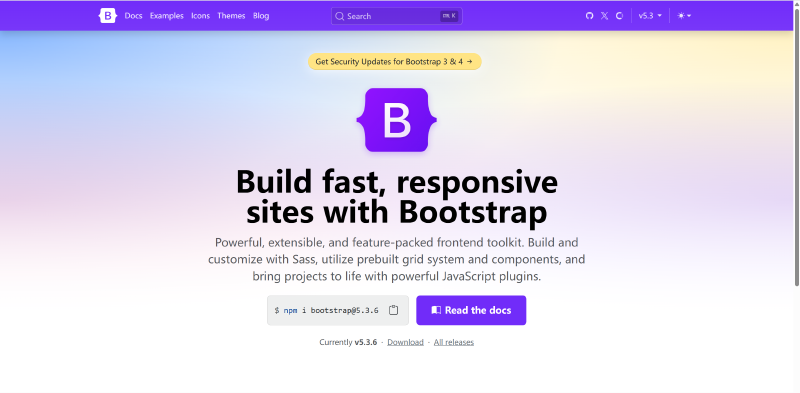 B Docs Examples Icons Themes Blog Search Ctrl K v5.3
Get Security Updates for Bootstrap 3 & 4 →
B
Build fast, responsive
sites with Bootstrap
Powerful, extensible, and feature-packed frontend toolkit. Build and
customize with Sass, utilize prebuilt grid system and components, and
bring projects to life with powerful JavaScript plugins.
$ npm i bootstrap@5.3.6 Read the docs
Currently v5.3.6 · Download · All releases